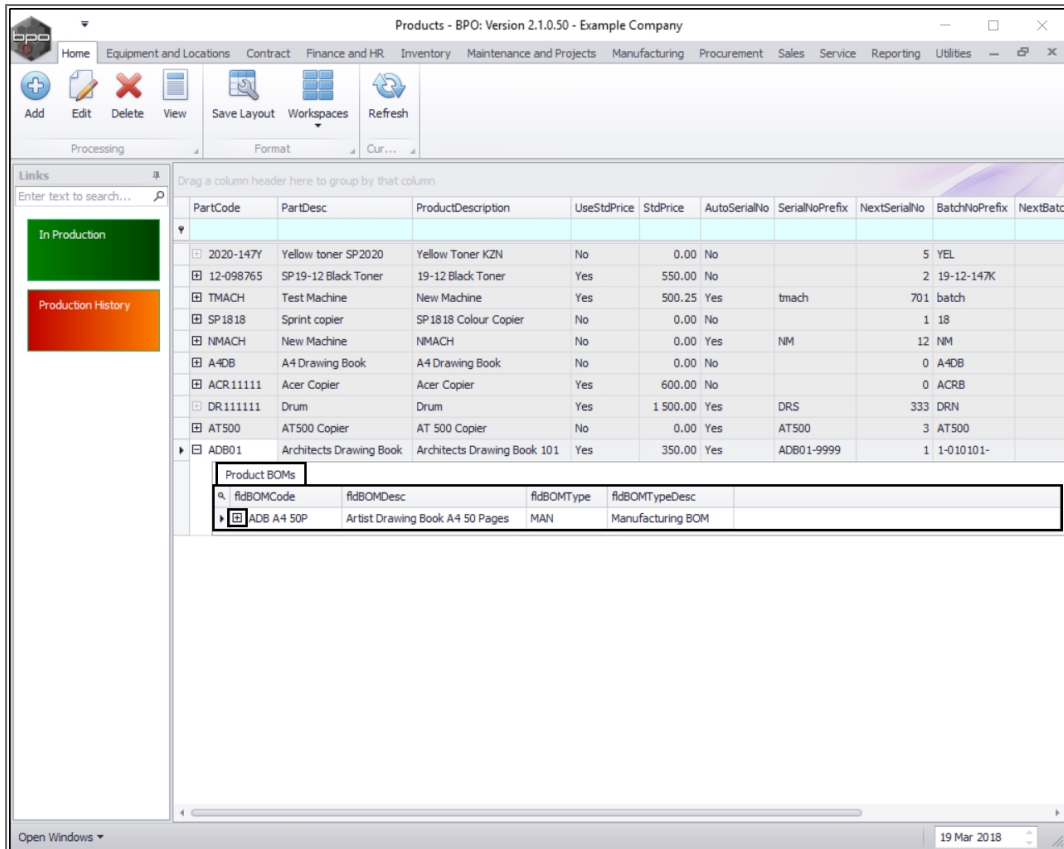 Products - BPO: Version 2.1.0.50 - Example Company
bpo
Home Equipment and Locations Contract Finance and HR Inventory Maintenance and Projects Manufacturing Procurement Sales Service Reporting Utilities
Add Edit Delete View Save Layout Workspaces Refresh
Processing Format Cur...
Links
Enter text to search...
In Production
Production History
Drag a column header here to group by that column
PartCode PartDesc ProductDescription UseStdPrice StdPrice AutoSerialNo SerialNoPrefix NextSerialNo BatchNoPrefix NextBatc
2020-147Y Yellow toner SP2020 Yellow Toner KZN No 0.00 No 5 YEL
12-098765 SP19-12 Black Toner 19-12 Black Toner Yes 550.00 No 2 19-12-147K
TMACH Test Machine New Machine Yes 500.25 Yes tmach 701 batch
SP1818 Sprint copier SP1818 Colour Copier No 0.00 No 1 18
NMACH New Machine NMACH No 0.00 Yes NM 12 NM
A4DB A4 Drawing Book A4 Drawing Book No 0.00 No 0 A4DB
ACR11111 Acer Copier Acer Copier Yes 600.00 No 0 ACRB
DR111111 Drum Drum Yes 1 500.00 Yes DRS 333 DRN
AT500 AT500 Copier AT 500 Copier No 0.00 Yes AT500 3 AT500
ADB01 Architects Drawing Book Architects Drawing Book 101 Yes 350.00 Yes ADB01-9999 1 1-010101-
Product BOMs
fldBOMCode fldBOMDesc fldBOMType fldBOMTypeDesc
ADB A4 50P Artist Drawing Book A4 50 Pages MAN Manufacturing BOM
Open Windows 19 Mar 2018